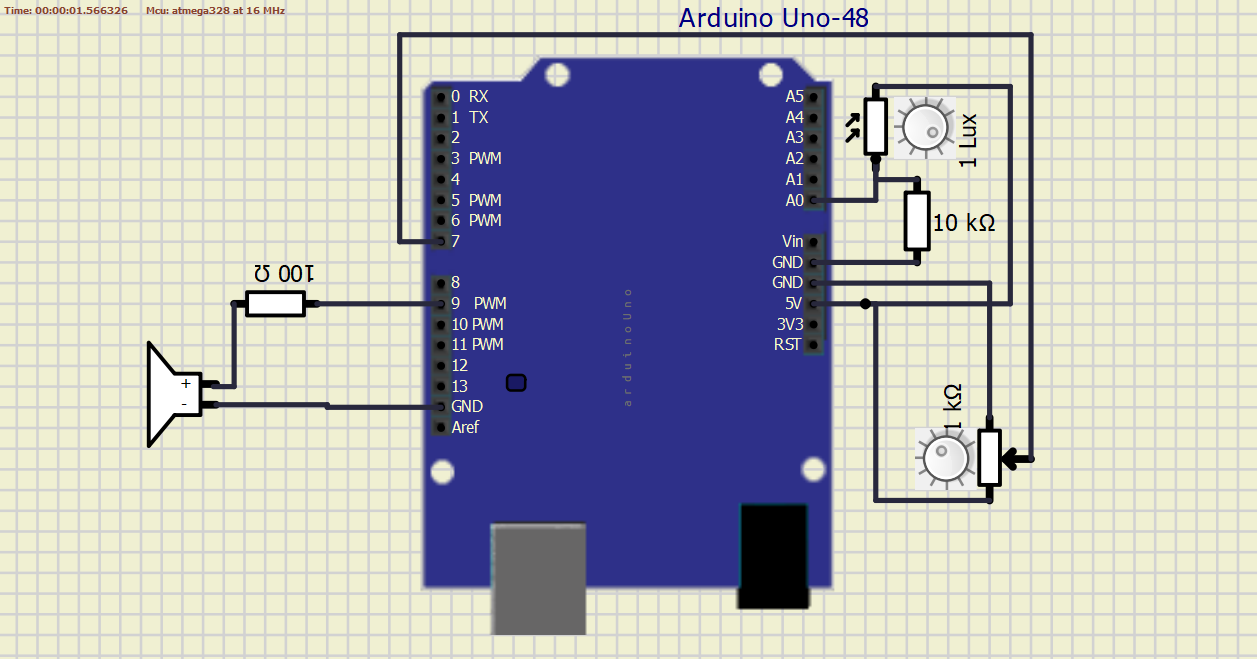 Time: 00:00:01.566326 Mcu: atmega328 at 16 MHz
Arduino Uno-48
0 RX
1 TX
2
3 PWM
4
5 PWM
6 PWM
7
8
9 PWM
10 PWM
11 PWM
12
13
GND
Aref
A5
A4
A3
A2
A1
A0
Vin
GND
GND
5V
3V3
RST
arduinoUno
100 Ω
+
-
1 Lux
10 kΩ
1 kΩ